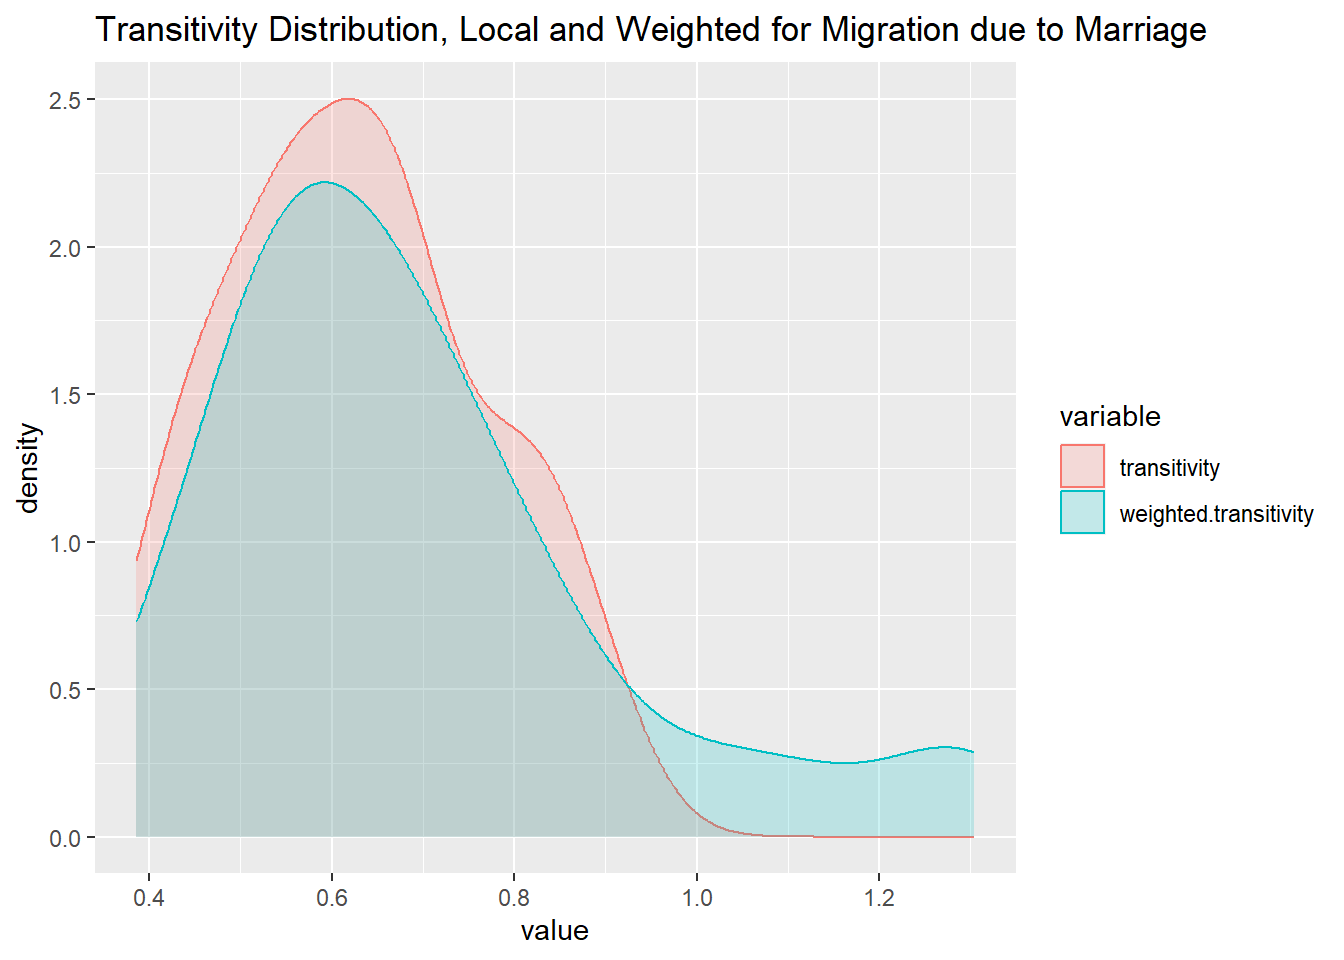 Transitivity Distribution, Local and Weighted for Migration due to Marriage
2.5
2.0
1.5
1.0
0.5
0.0
density
0.4 0.6 0.8 1.0 1.2
value
variable
transitivity
weighted.transitivity